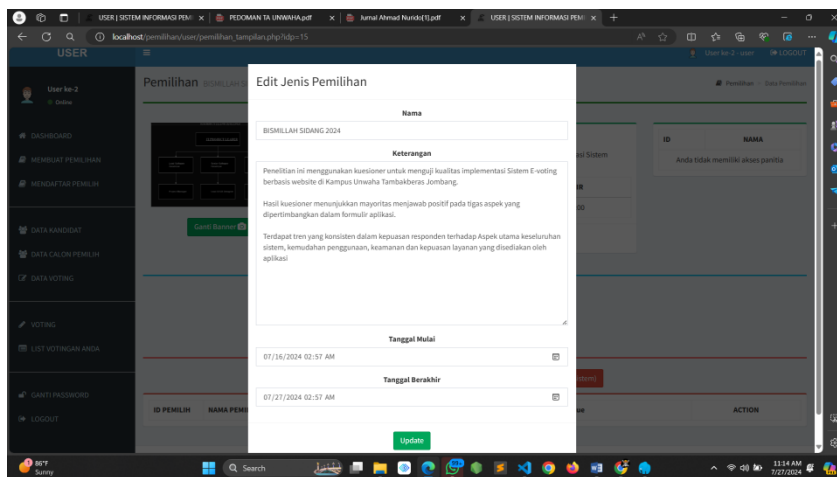 USER | SISTEM INFORMASI PEMI
PEDOMAN TA UNWAHA.pdf
Jurnal Ahmad Nurido[1].pdf
USER | SISTEM INFORMASI PEMI
localhost/pemilihan/user/pemilihan_tampilan.php?idp=15
USER
User ke-2 - user
LOGOUT
User ke-2
Online
DASHBOARD
MEMBUAT PEMILIHAN
MENDAFTAR PEMILIH
DATA KANDIDAT
DATA CALON PEMILIH
DATA VOTING
VOTING
LIST VOTINGAN ANDA
GANTI PASSWORD
LOGOUT
Pemilihan
Pemilihan > Data Pemilihan
Ganti Banner
Edit Jenis Pemilihan
Nama
BISMILLAH SIDANG 2024
Keterangan
Penelitian ini menggunakan kuesioner untuk menguji kualitas implementasi Sistem E-voting
berbasis website di Kampus Unwaha Tambakberas Jombang.
Hasil kuesioner menunjukkan mayoritas menjawab positif pada tigas aspek yang
dipertimbangkan dalam formulir aplikasi.
Terdapat tren yang konsisten dalam kepuasan responden terhadap Aspek utama keseluruhan
sistem, kemudahan penggunaan, keamanan dan kepuasan layanan yang disediakan oleh
aplikasi
Tanggal Mulai
07/16/2024 02:57 AM
Tanggal Berakhir
07/27/2024 02:57 AM
Update
asi Sistem
ID NAMA
Anda tidak memiliki akses panitia
ID PEMILIH NAMA PEMI
ACTION
86°F
Sunny
Search
11:14 AM
7/27/2024